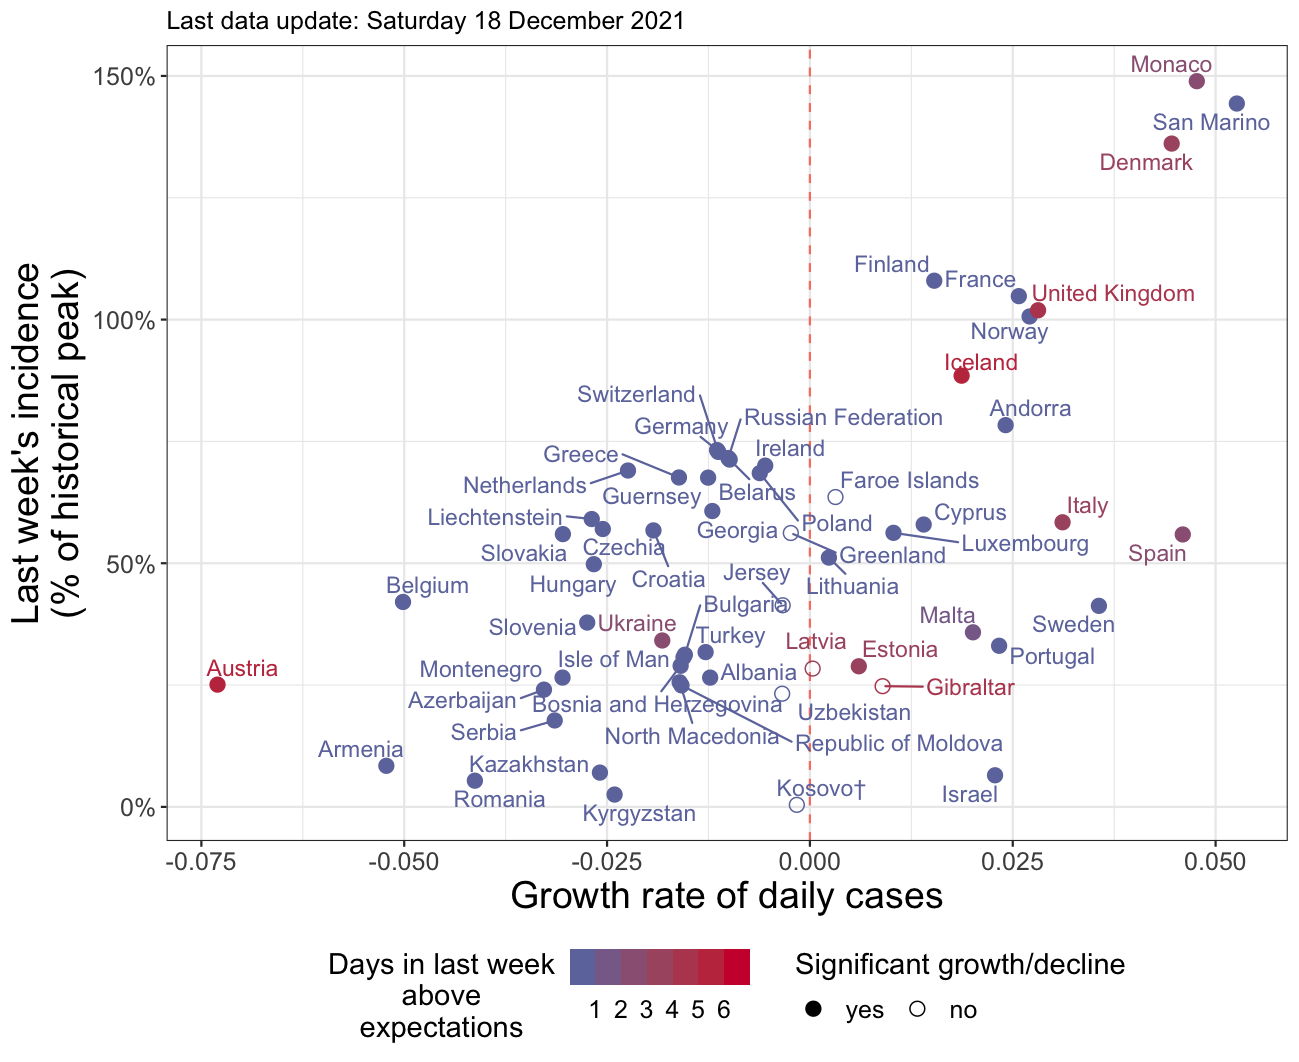 Last data update: Saturday 18 December 2021
150%
100%
50%
0%
Last week's incidence
(% of historical peak)
Monaco
San Marino
Denmark
Finland
France
United Kingdom
Norway
Iceland
Switzerland
Andorra
Germany
Russian Federation
Greece
Ireland
Netherlands
Guernsey
Belarus
Faroe Islands
Liechtenstein
Georgia
Poland
Cyprus
Italy
Slovakia
Czechia
Greenland
Luxembourg
Spain
Belgium
Hungary
Croatia
Jersey
Lithuania
Bulgaria
Slovenia
Ukraine
Turkey
Latvia
Malta
Sweden
Austria
Montenegro
Isle of Man
Albania
Estonia
Portugal
Azerbaijan
Bosnia and Herzegovina
Gibraltar
Serbia
North Macedonia
Uzbekistan
Armenia
Republic of Moldova
Kazakhstan
Romania
Kyrgyzstan
Kosovo†
Israel
-0.075 -0.050 -0.025 0.000 0.025 0.050
Growth rate of daily cases
Days in last week
above
expectations
1 2 3 4 5 6
Significant growth/decline
yes no